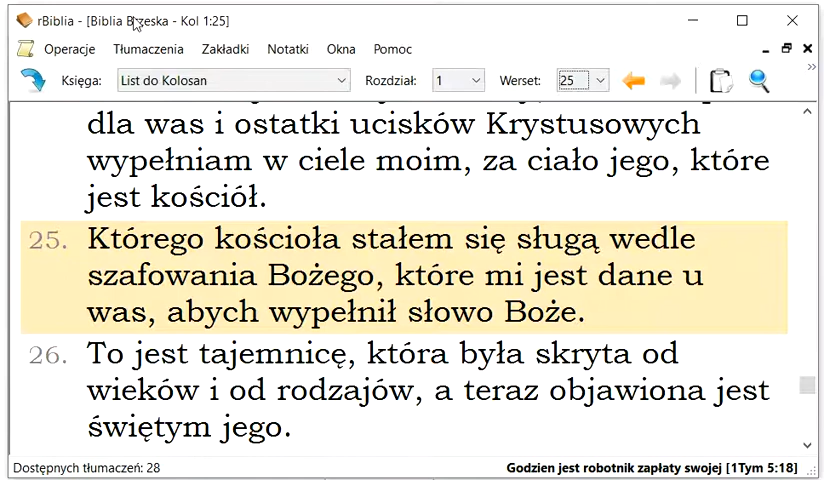 rBiblia - [Biblia Brzeska - Kol 1:25]
Operacje Tłumaczenia Zakładki Notatki Okna Pomoc
Księga: List do Kolosan Rozdział: 1 Werset: 25
dla was i ostatki ucisków Krystusowych
wypełniam w ciele moim, za ciało jego, które
jest kościół.
25. Którego kościoła stałem się sługą wedle
szafowania Bożego, które mi jest dane u
was, abych wypełnił słowo Boże.
26. To jest tajemnicę, która była skryta od
wieków i od rodzajów, a teraz objawiona jest
świętym jego.
Dostępnych tłumaczeń: 28 Godzien jest robotnik zapłaty swojej [1Tym 5:18]